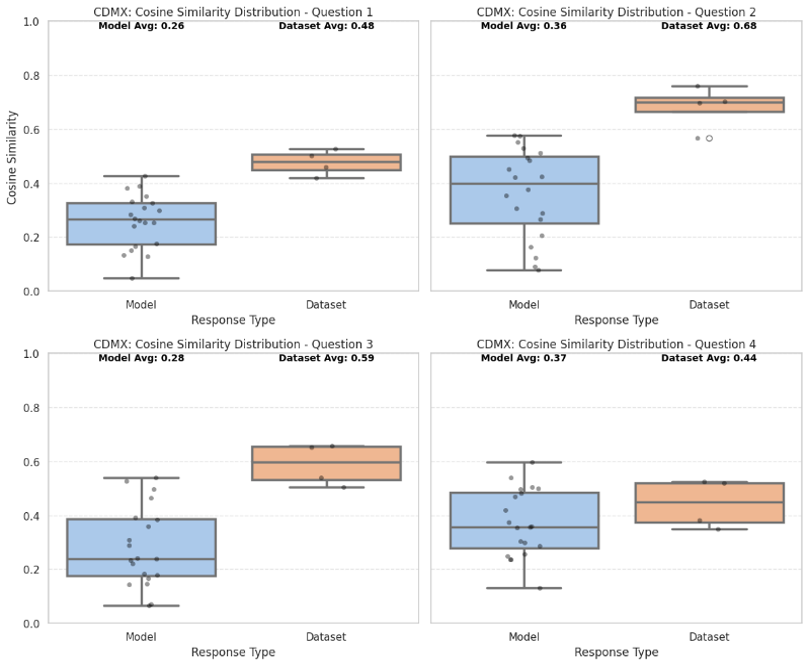 CDMX: Cosine Similarity Distribution - Question 1
Model Avg: 0.26 Dataset Avg: 0.48
1.0
0.8
0.6
0.4
0.2
0.0
Cosine Similarity
Model Dataset
Response Type
CDMX: Cosine Similarity Distribution - Question 2
Model Avg: 0.36 Dataset Avg: 0.68
Model Dataset
Response Type
CDMX: Cosine Similarity Distribution - Question 3
Model Avg: 0.28 Dataset Avg: 0.59
1.0
0.8
0.6
0.4
0.2
0.0
Model Dataset
Response Type
CDMX: Cosine Similarity Distribution - Question 4
Model Avg: 0.37 Dataset Avg: 0.44
Model Dataset
Response Type